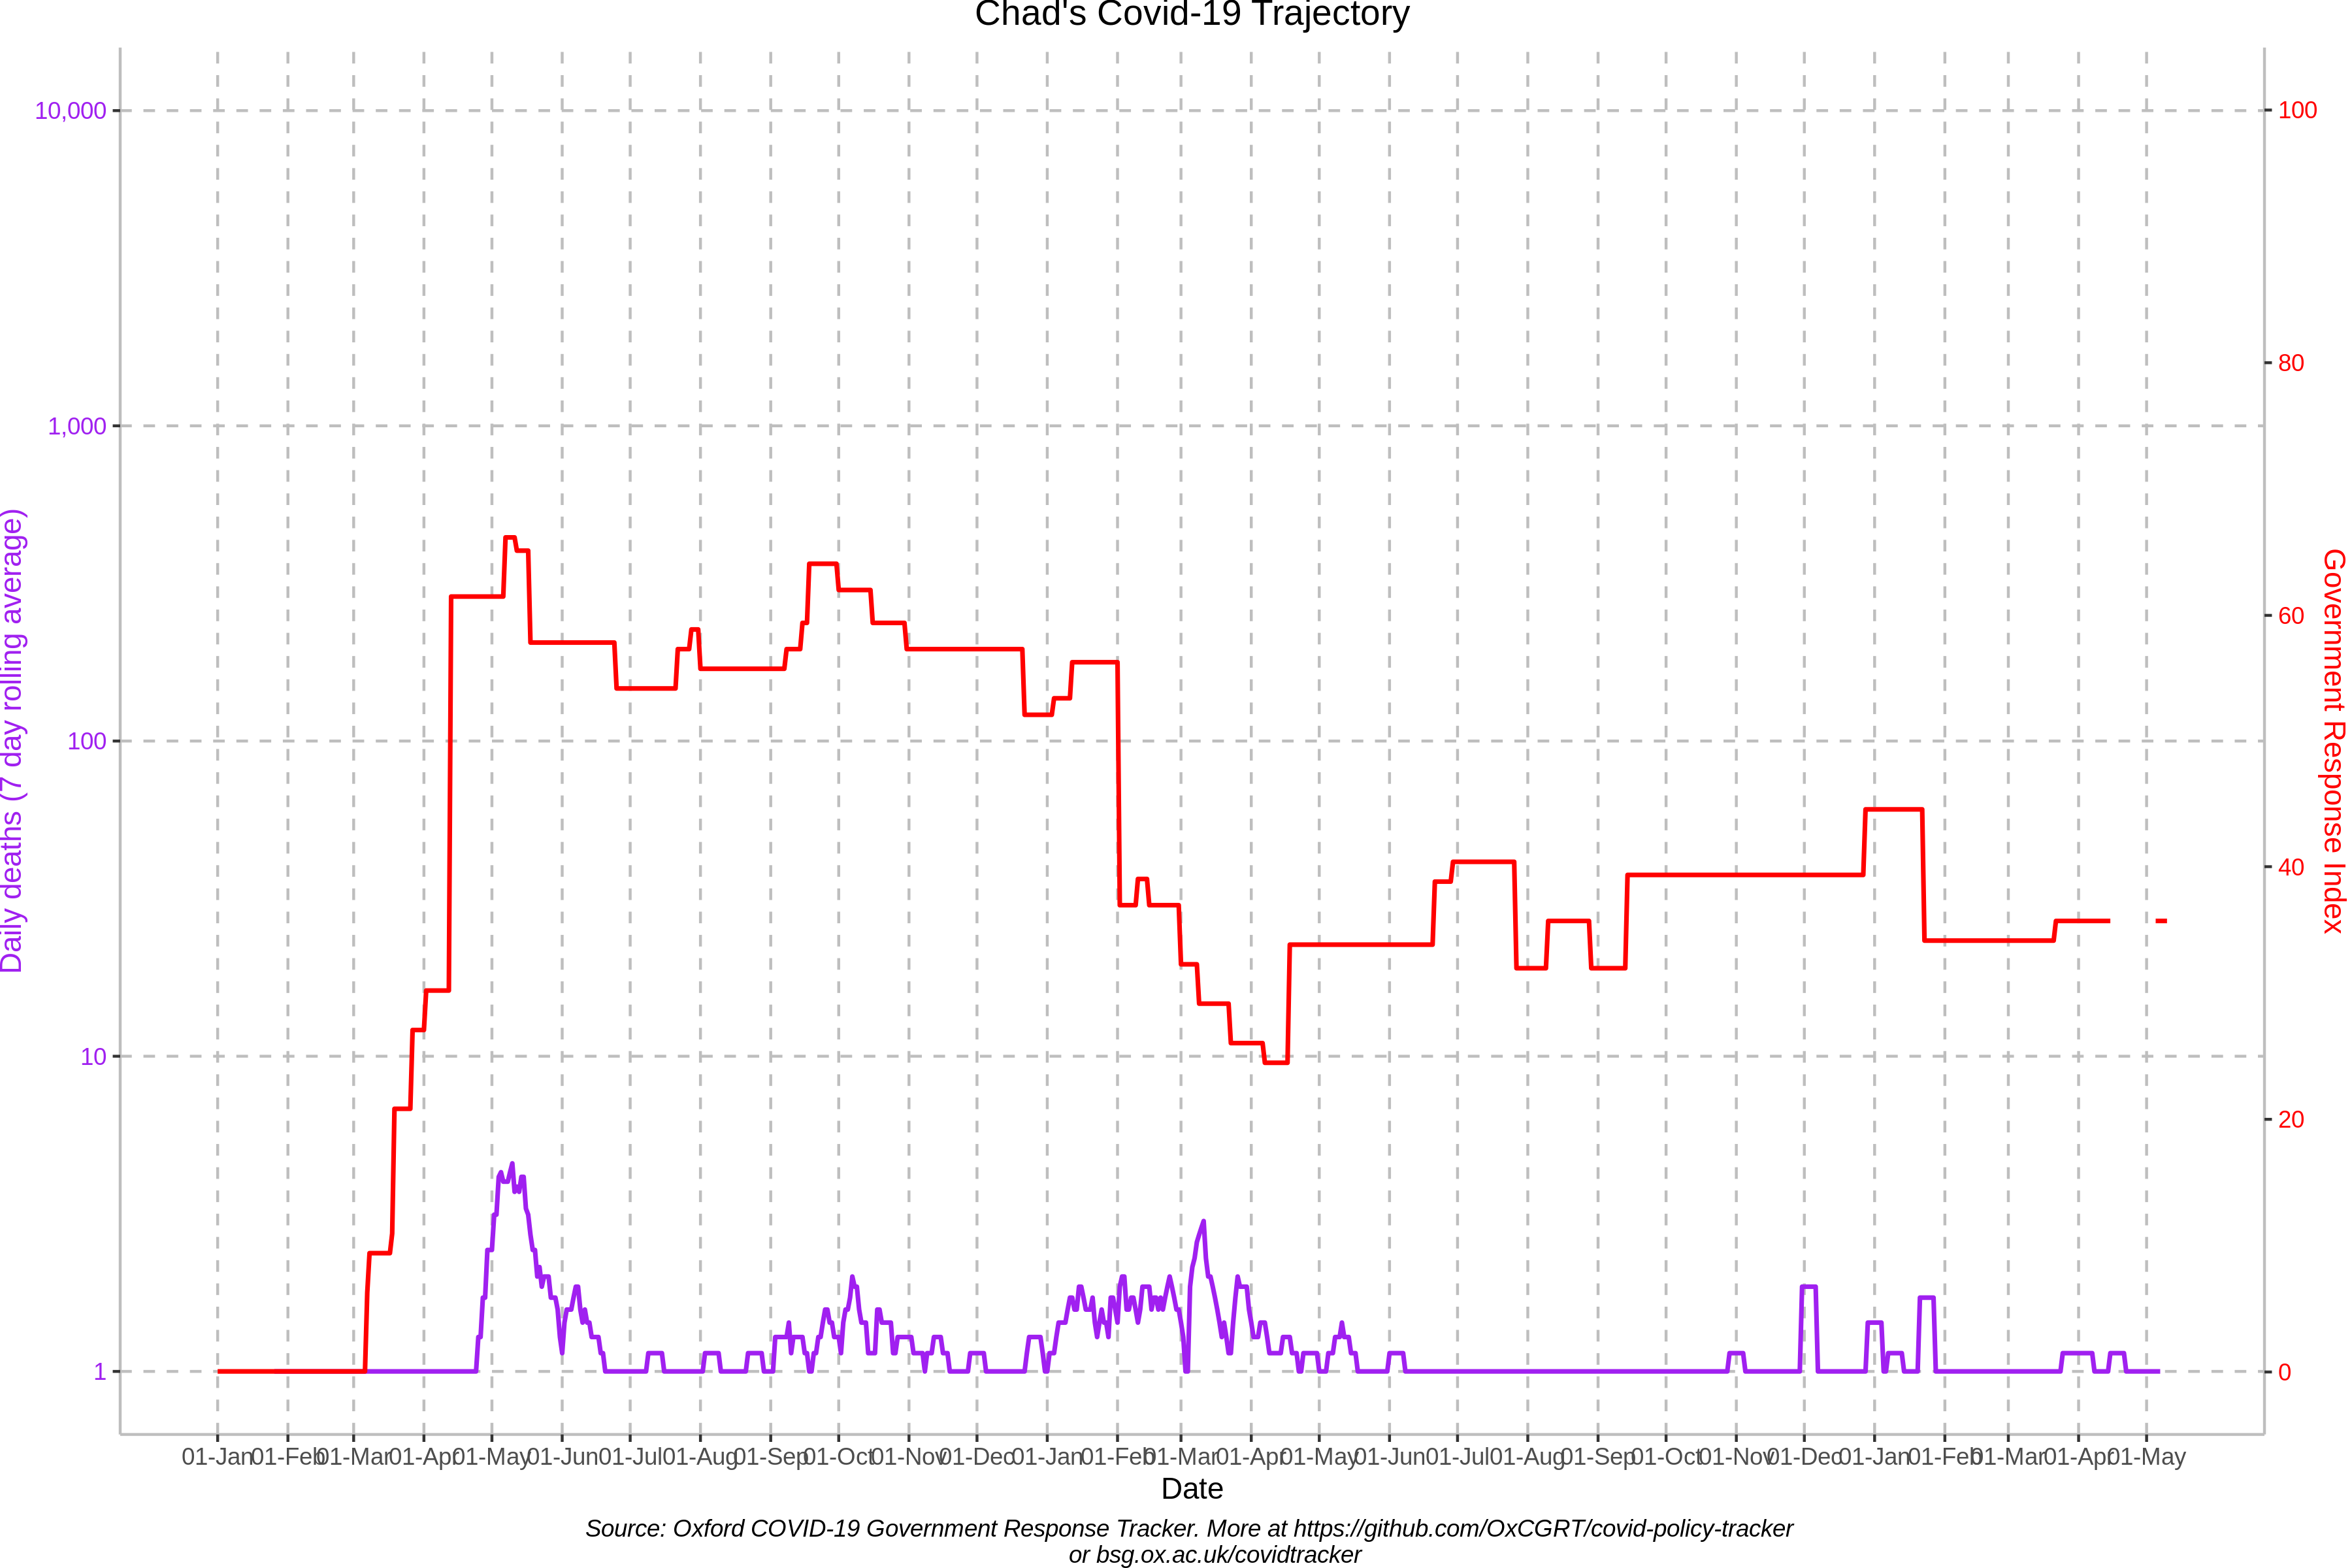 Chad's Covid-19 Trajectory
10,000
1,000
100
10
1
Daily deaths (7 day rolling average)
100
80
60
40
20
0
Government Response Index
01-Jan 01-Feb 01-Mar 01-Apr 01-May 01-Jun 01-Jul 01-Aug 01-Sep 01-Oct 01-Nov 01-Dec 01-Jan 01-Feb 01-Mar 01-Apr 01-May 01-Jun 01-Jul 01-Aug 01-Sep 01-Oct 01-Nov 01-Dec 01-Jan 01-Feb 01-Mar 01-Apr 01-May
Date
Source: Oxford COVID-19 Government Response Tracker. More at https://github.com/OxCGRT/covid-policy-tracker
or bsg.ox.ac.uk/covidtracker